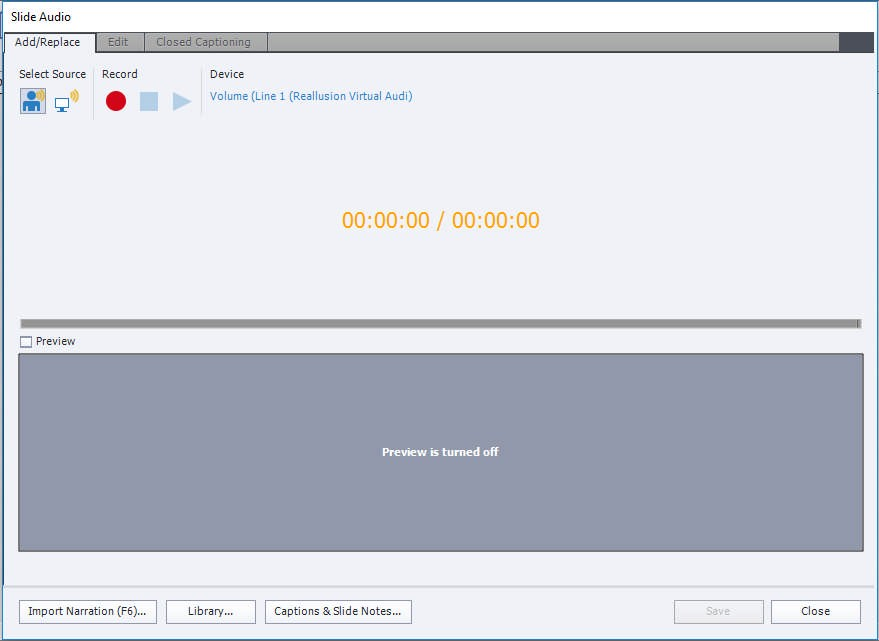 Slide Audio
Add/Replace Edit Closed Captioning
Select Source Record Device
Volume (Line 1 (Reallusion Virtual Audi)
00:00:00 / 00:00:00
Preview
Preview is turned off
Import Narration (F6)... Library... Captions & Slide Notes... Save Close